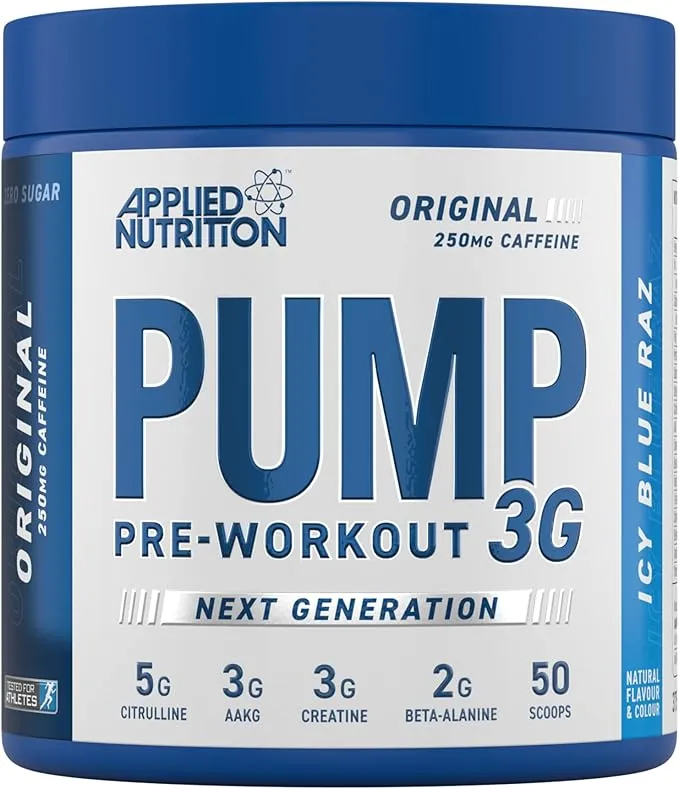 ZERO SUGAR
ORIGINAL
250MG CAFFEINE
TESTED FOR
ATHLETES
APPLIED
NUTRITION
™
ORIGINAL
250MG CAFFEINE
PUMP
3G
PRE-WORKOUT
NEXT GENERATION
5G
CITRULLINE
3G
AAKG
3G
CREATINE
2G
BETA-ALANINE
50
SCOOPS
ICY BLUE RAZ
NATURAL
FLAVOUR
& COLOUR